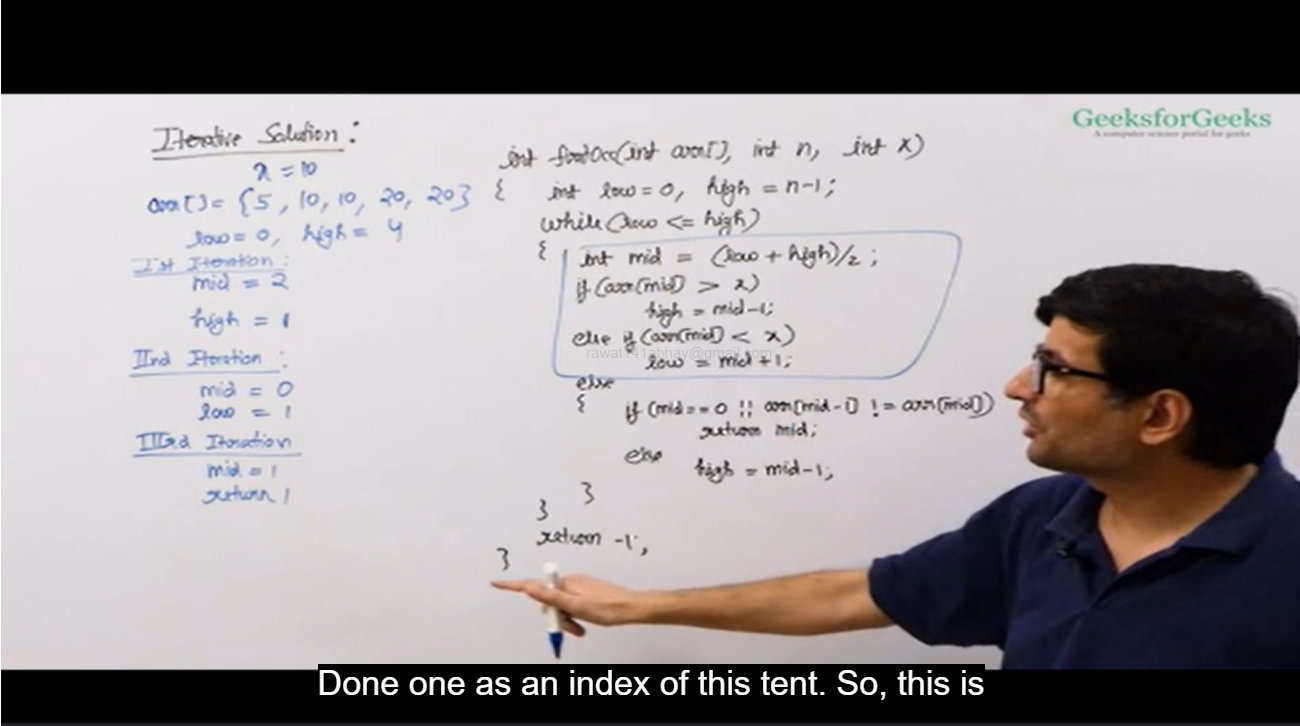 GeeksforGeeks
A computer science portal for geeks
Iterative Solution :
x = 10
arr[] = {5, 10, 10, 20, 20}
low = 0, high = 4
Ist Iteration :
mid = 2
high = 1
IInd Iteration :
mid = 0
low = 1
IIIrd Iteration
mid = 1
return 1
int firstOcc(int arr[], int n, int x)
{ int low = 0, high = n-1;
while (low <= high)
{ int mid = (low + high)/2;
if (arr[mid] > x)
high = mid-1;
else if (arr[mid] < x)
rawat141abhay@gmail.com
low = mid+1;
else
{ if (mid == 0 || arr[mid-1] != arr[mid])
return mid;
else
high = mid-1;
}
}
return -1;
}
Done one as an index of this tent. So, this is